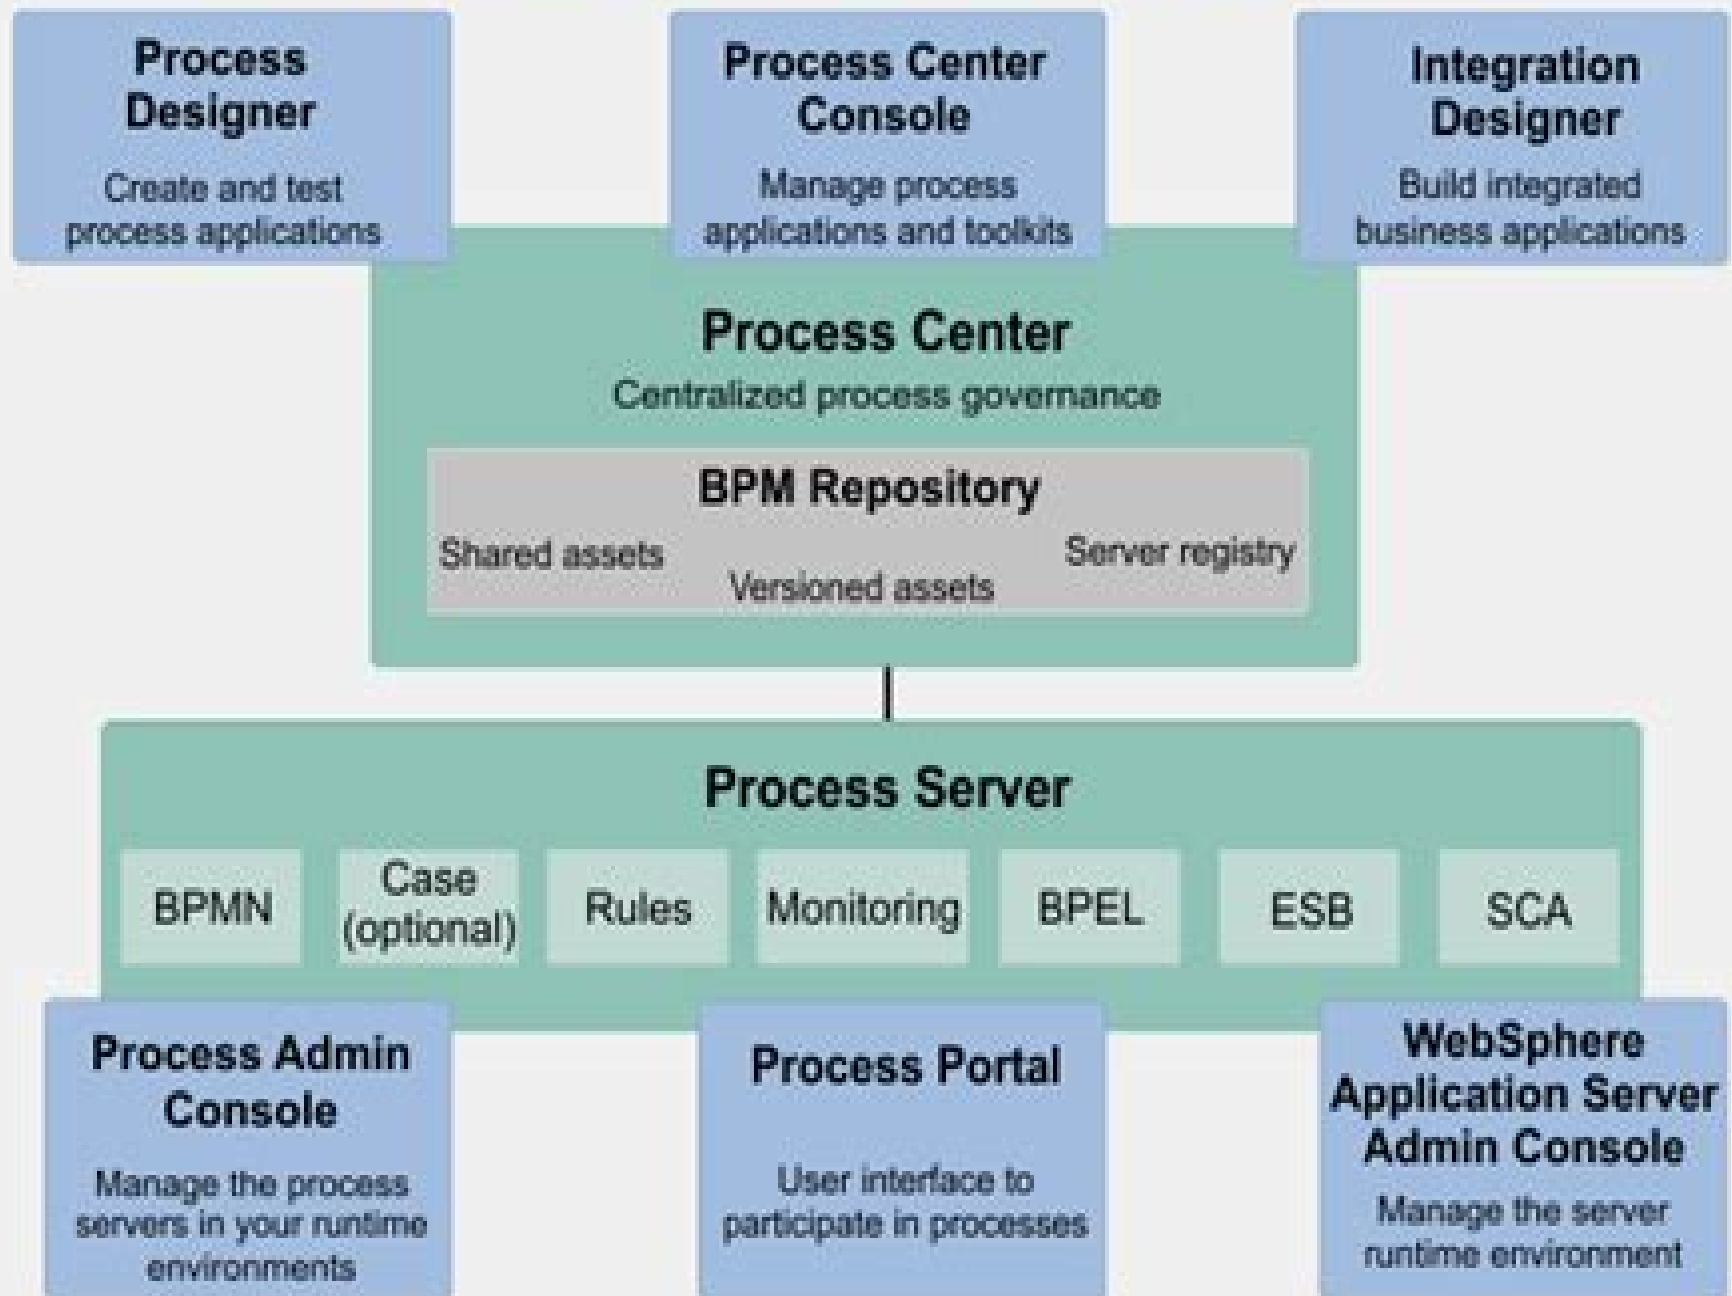 Process
Designer
Create and test
process applications
Process Center
Console
Manage process
applications and toolkits
Integration
Designer
Build integrated
business applications
Process Center
Centralized process governance
BPM Repository
Shared assets
Versioned assets
Server registry
Process Server
BPMN
Case
(optional)
Rules
Monitoring
BPEL
ESB
SCA
Process Admin
Console
Manage the process
servers in your runtime
environments
Process Portal
User interface to
participate in processes
WebSphere
Application Server
Admin Console
Manage the server
runtime environment